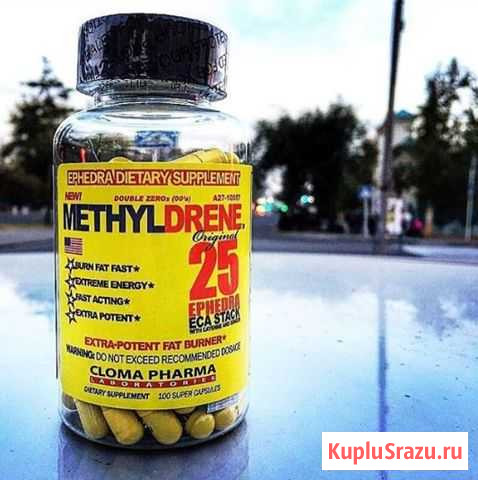 EPHEDRA DIETARY SUPPLEMENT
NEW! DOUBLE ZEROs (00's)
METHYLDRENE
Original
25
BURN FAT FAST★
EXTREME ENERGY★
FAST ACTING★
EXTRA POTENT★
EPHEDRA
ECA STACK
EXTRA-POTENT FAT BURNER★
WARNING: DO NOT EXCEED RECOMMENDED DOSAGE
CLOMA PHARMA
LABORATORIES
DIETARY SUPPLEMENT 100 SUPER CAPSULES
KupluSrazu.ru